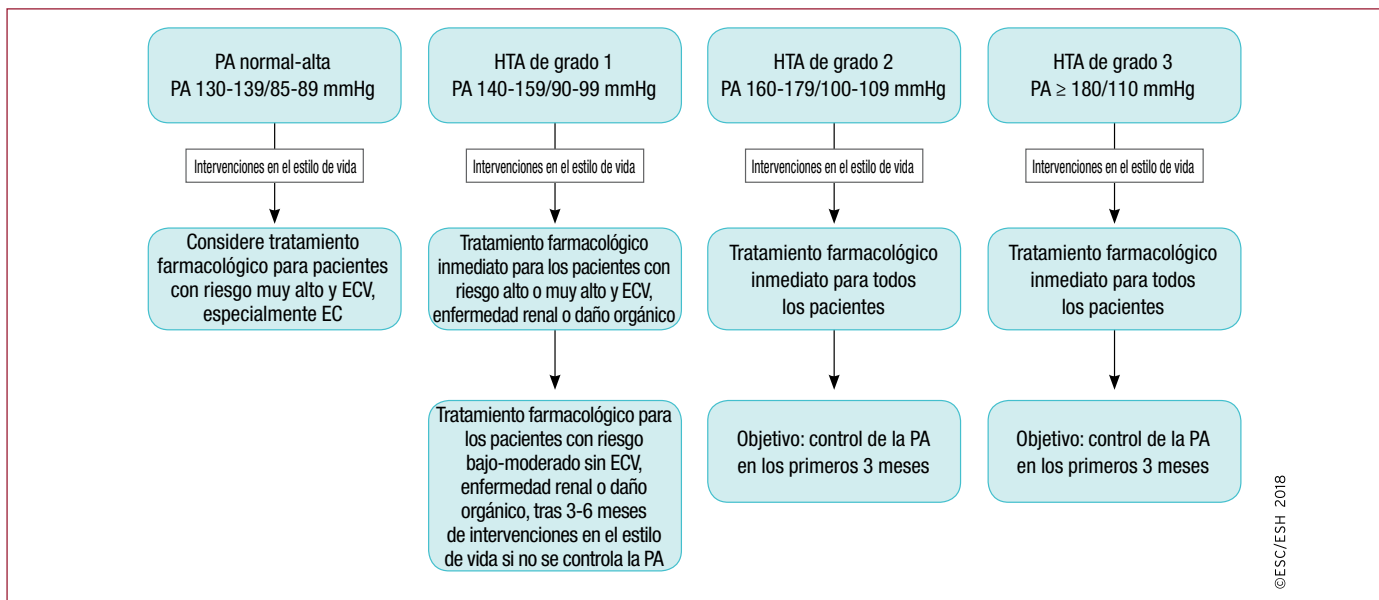 PA normal-alta
PA 130-139/85-89 mmHg
HTA de grado 1
PA 140-159/90-99 mmHg
HTA de grado 2
PA 160-179/100-109 mmHg
HTA de grado 3
PA ≥ 180/110 mmHg
Intervenciones en el estilo de vida
Intervenciones en el estilo de vida
Intervenciones en el estilo de vida
Intervenciones en el estilo de vida
Considere tratamiento
farmacológico para pacientes
con riesgo muy alto y ECV,
especialmente EC
Tratamiento farmacológico
inmediato para los pacientes con
riesgo alto o muy alto y ECV,
enfermedad renal o daño orgánico
Tratamiento farmacológico
inmediato para todos
los pacientes
Tratamiento farmacológico
inmediato para todos
los pacientes
Tratamiento farmacológico para
los pacientes con riesgo
bajo-moderado sin ECV,
enfermedad renal o daño
orgánico, tras 3-6 meses
de intervenciones en el estilo
de vida si no se controla la PA
Objetivo: control de la PA
en los primeros 3 meses
Objetivo: control de la PA
en los primeros 3 meses
©ESC/ESH 2018